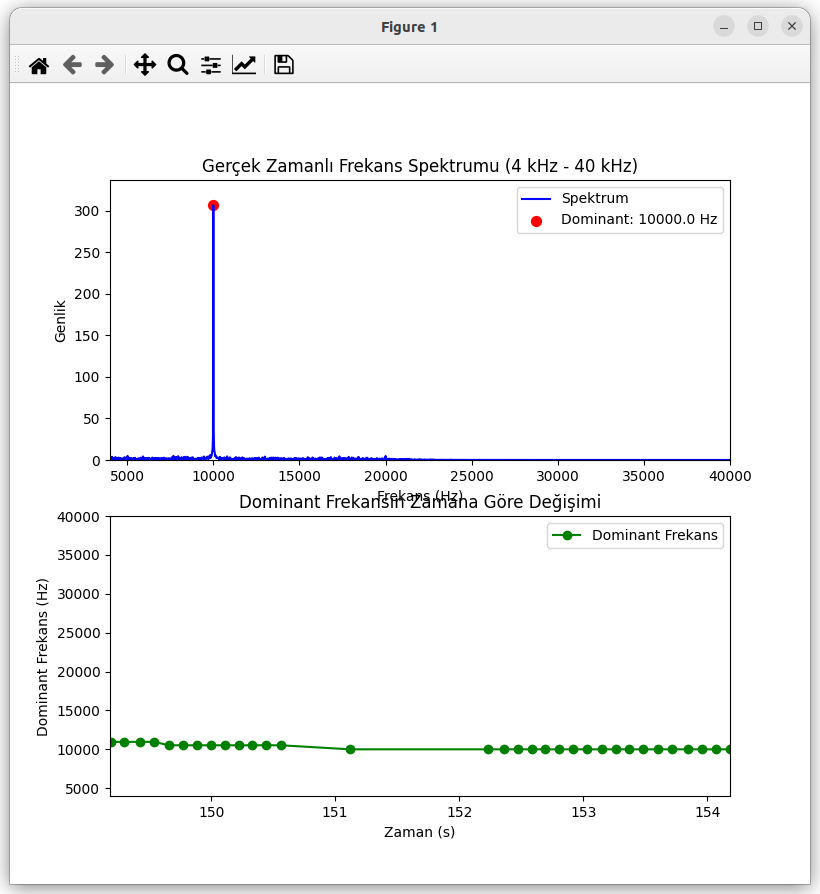 Figure 1
Gerçek Zamanlı Frekans Spektrumu (4 kHz - 40 kHz)
Genlik
300
250
200
150
100
50
0
Spektrum
Dominant: 10000.0 Hz
5000 10000 15000 20000 25000 30000 35000 40000
Frekans (Hz)
Dominant Frekansın Zamana Göre Değişimi
Dominant Frekans (Hz)
40000
35000
30000
25000
20000
15000
10000
5000
Dominant Frekans
150 151 152 153 154
Zaman (s)